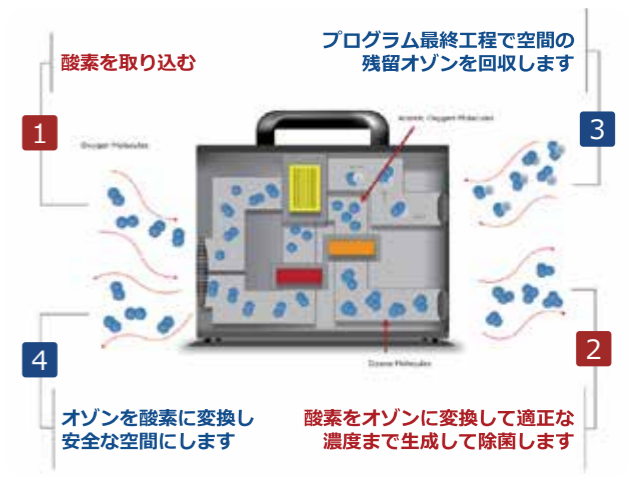 1
酸素を取り込む
Oxygen Molecules
Atomic Oxygen Molecules
プログラム最終工程で空間の
残留オゾンを回収します
3
4
オゾンを酸素に変換し
安全な空間にします
Ozone Molecules
2
酸素をオゾンに変換して適正な
濃度まで生成して除菌します